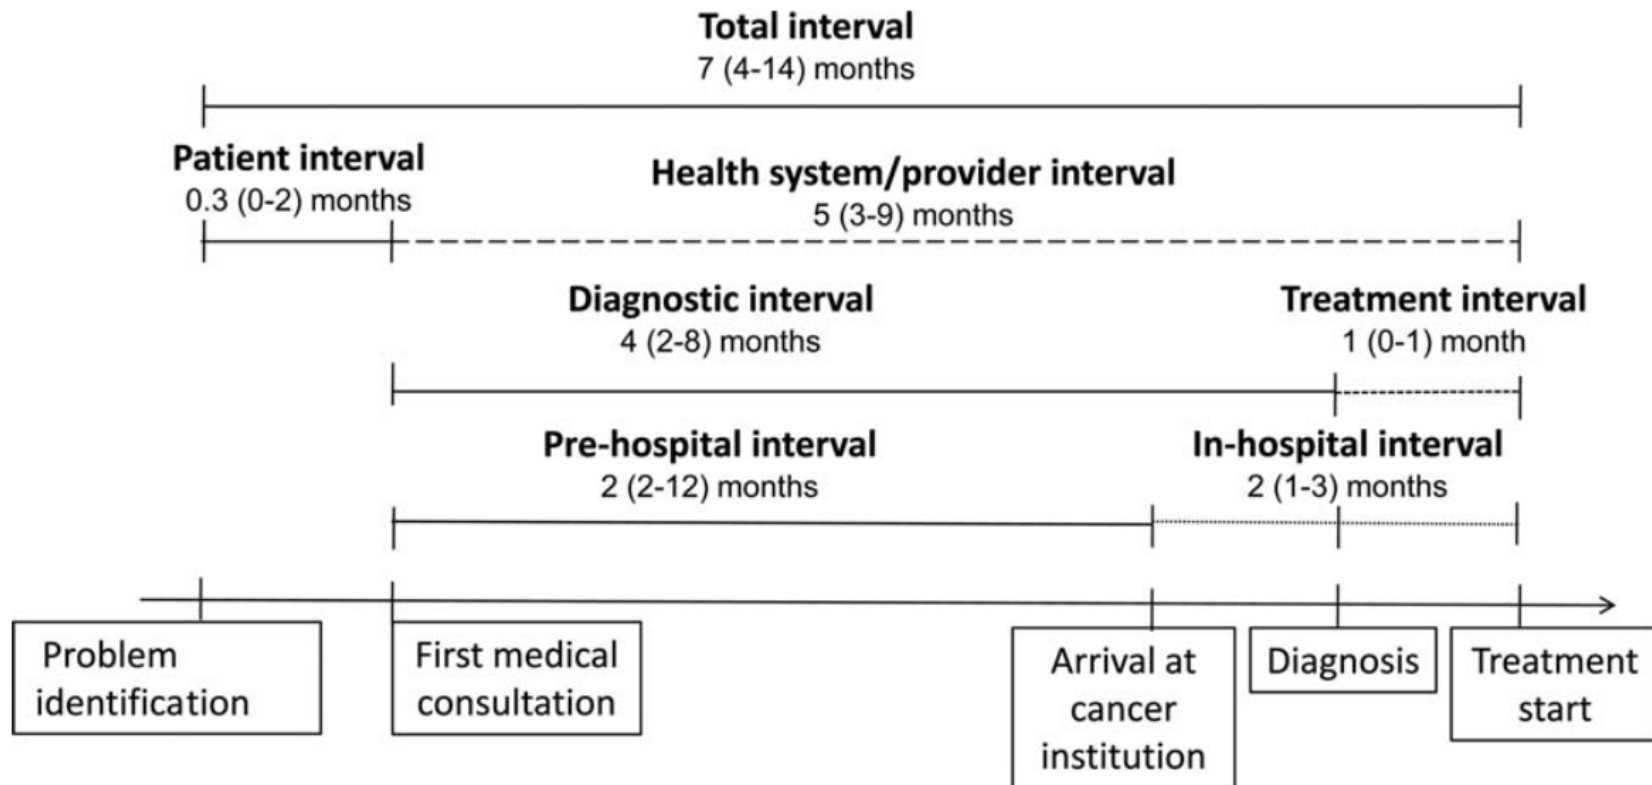 Total interval
7 (4-14) months
Patient interval
0.3 (0-2) months
Health system/provider interval
5 (3-9) months
Diagnostic interval
4 (2-8) months
Treatment interval
1 (0-1) month
Pre-hospital interval
2 (2-12) months
In-hospital interval
2 (1-3) months
Problem
identification
First medical
consultation
Arrival at
cancer
institution
Diagnosis
Treatment
start